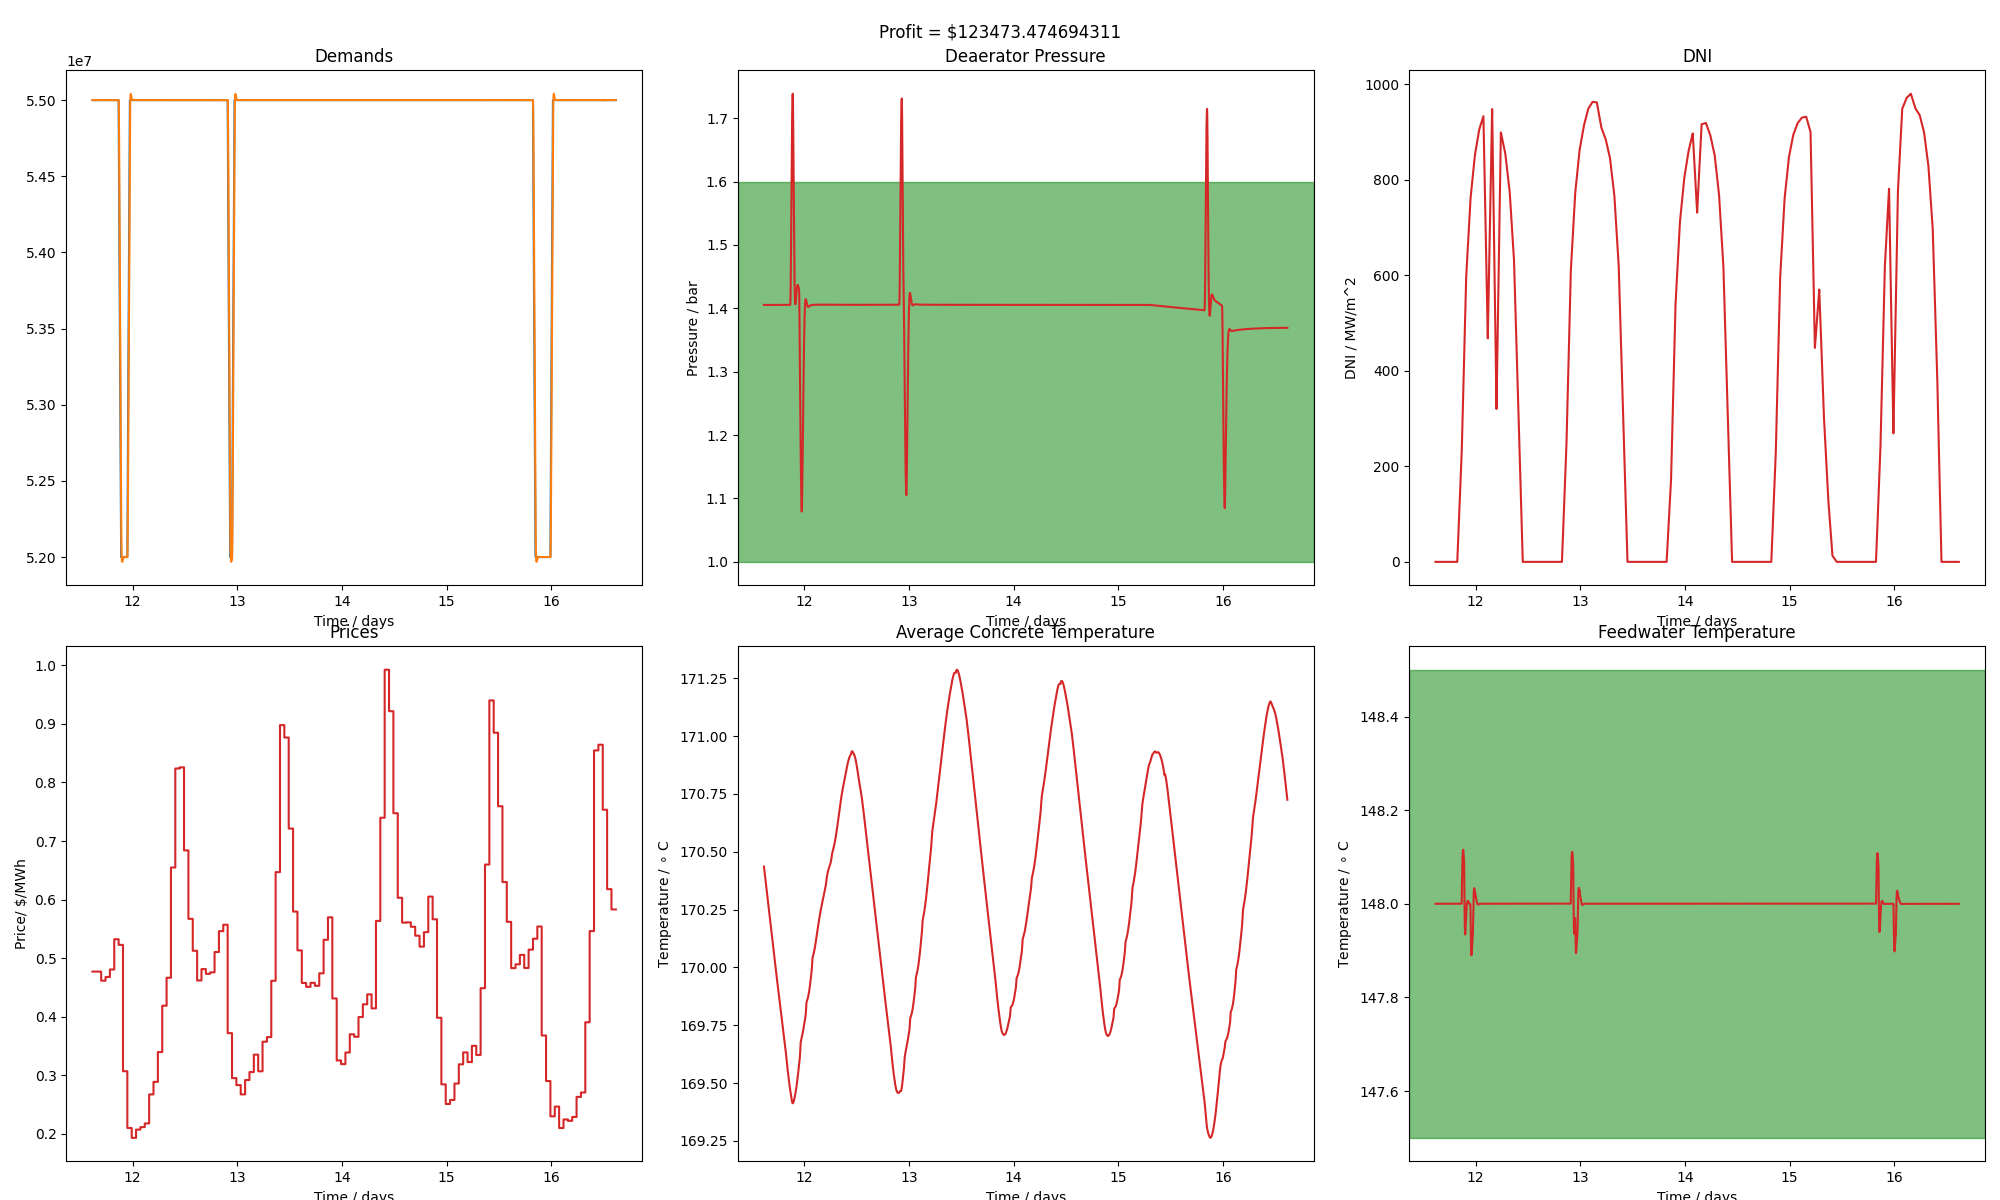 Profit = $123473.474694311
Demands
1e7
5.50
5.45
5.40
5.35
5.30
5.25
5.20
12 13 14 15 16
Time / days
Deaerator Pressure
Pressure / bar
1.7
1.6
1.5
1.4
1.3
1.2
1.1
1.0
12 13 14 15 16
Time / days
DNI
DNI / MW/m^2
1000
800
600
400
200
0
12 13 14 15 16
Time / days
Prices
Price/ $/MWh
1.0
0.9
0.8
0.7
0.6
0.5
0.4
0.3
0.2
12 13 14 15 16
Time / days
Average Concrete Temperature
Temperature / ∘ C
171.25
171.00
170.75
170.50
170.25
170.00
169.75
169.50
169.25
12 13 14 15 16
Time / days
Feedwater Temperature
Temperature / ∘ C
148.4
148.2
148.0
147.8
147.6
12 13 14 15 16
Time / days